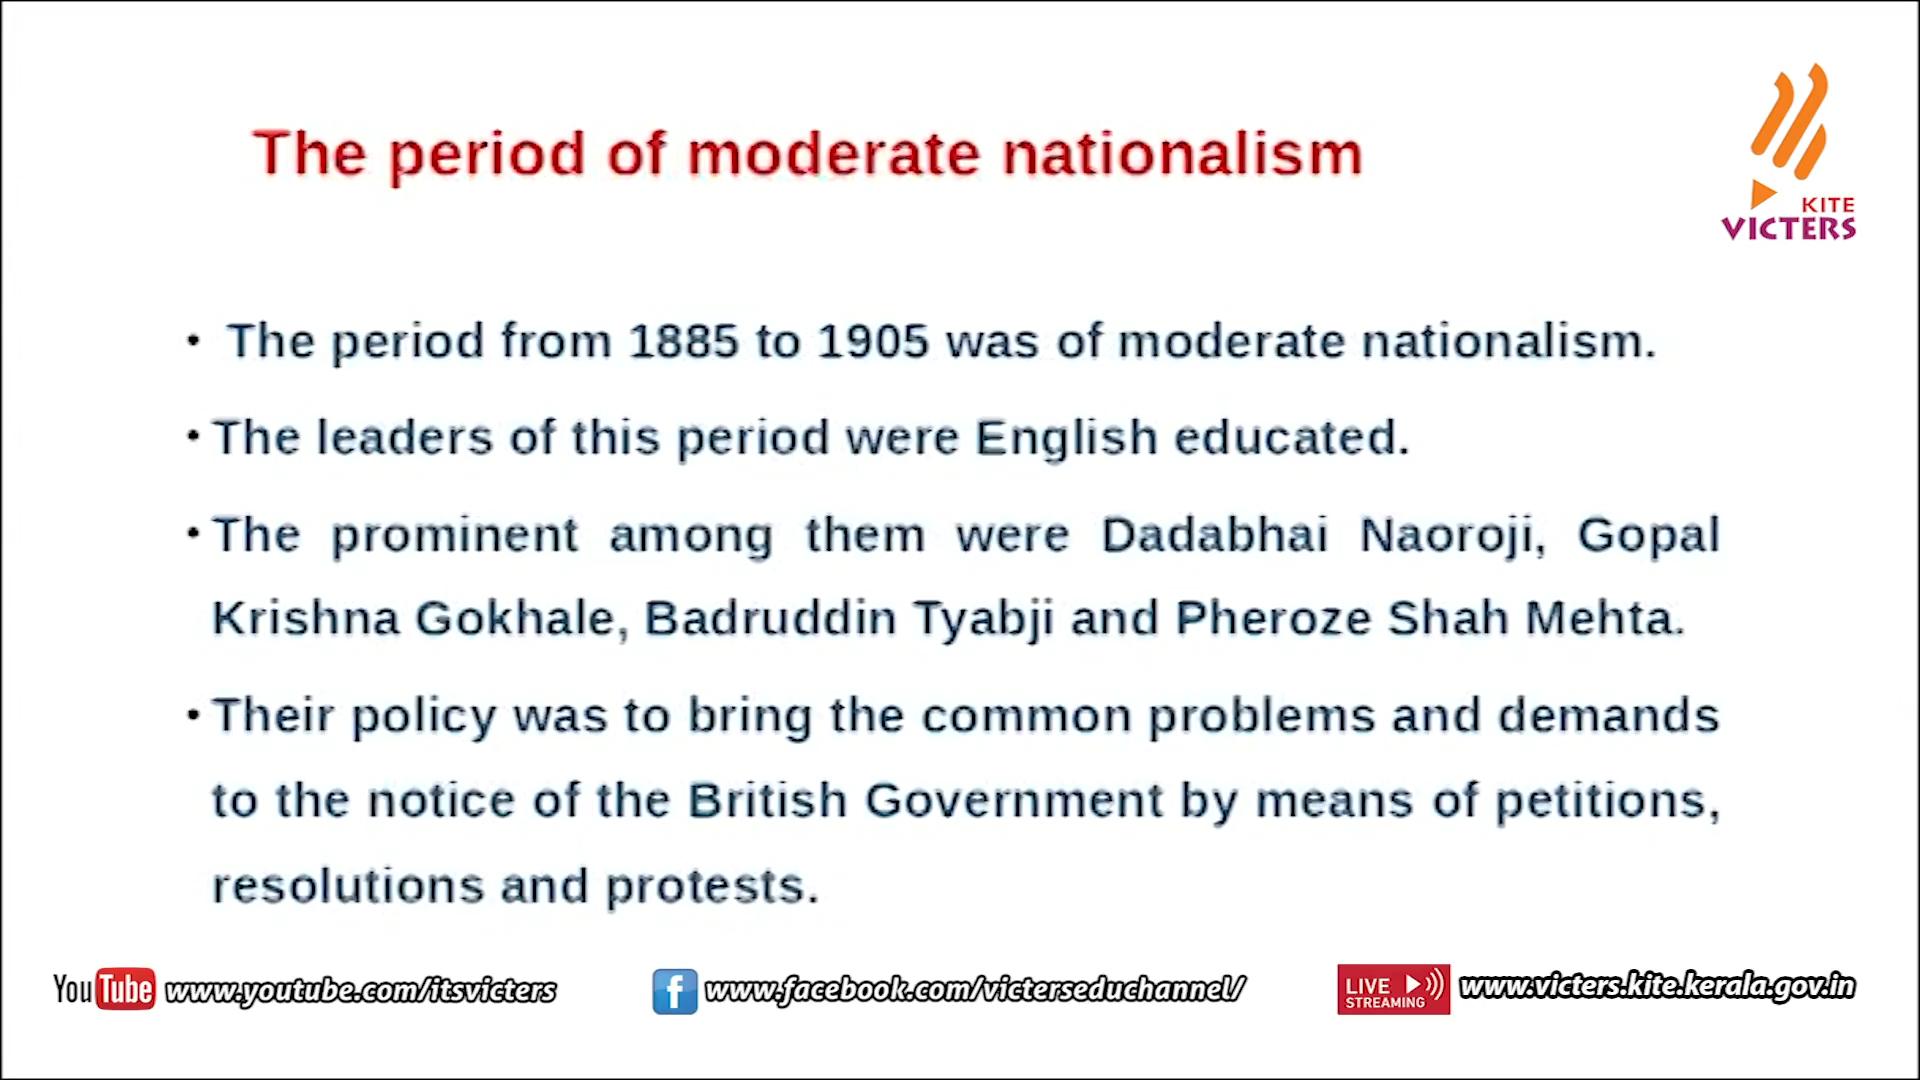 The period of moderate nationalism
KITE
VICTERS
• The period from 1885 to 1905 was of moderate nationalism.
• The leaders of this period were English educated.
• The prominent among them were Dadabhai Naoroji, Gopal
Krishna Gokhale, Badruddin Tyabji and Pheroze Shah Mehta.
• Their policy was to bring the common problems and demands
to the notice of the British Government by means of petitions,
resolutions and protests.
YouTube www.youtube.com/itsvicters
f www.facebook.com/victerseduchannel/
LIVE
STREAMING
www.victers.kite.kerala.gov.in